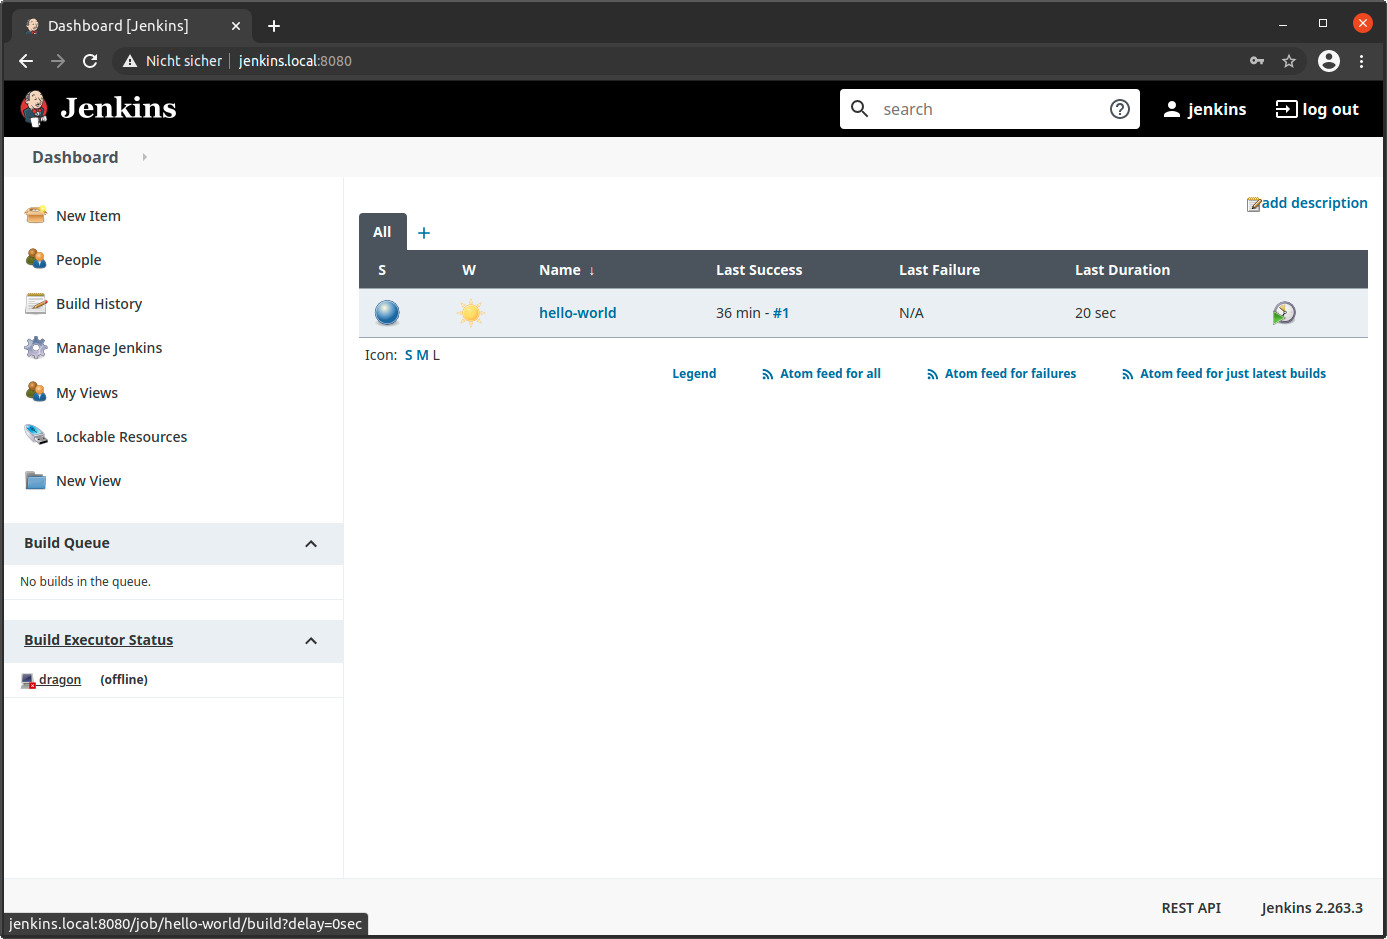 Dashboard [Jenkins]
Nicht sicher jenkins.local:8080
Jenkins search jenkins log out
Dashboard
add description
New Item
People
Build History
Manage Jenkins
My Views
Lockable Resources
New View
Build Queue
No builds in the queue.
Build Executor Status
dragon (offline)
All +
S W Name ↓ Last Success Last Failure Last Duration
hello-world 36 min - #1 N/A 20 sec
Icon: S M L
Legend Atom feed for all Atom feed for failures Atom feed for just latest builds
REST API Jenkins 2.263.3
jenkins.local:8080/job/hello-world/build?delay=0sec